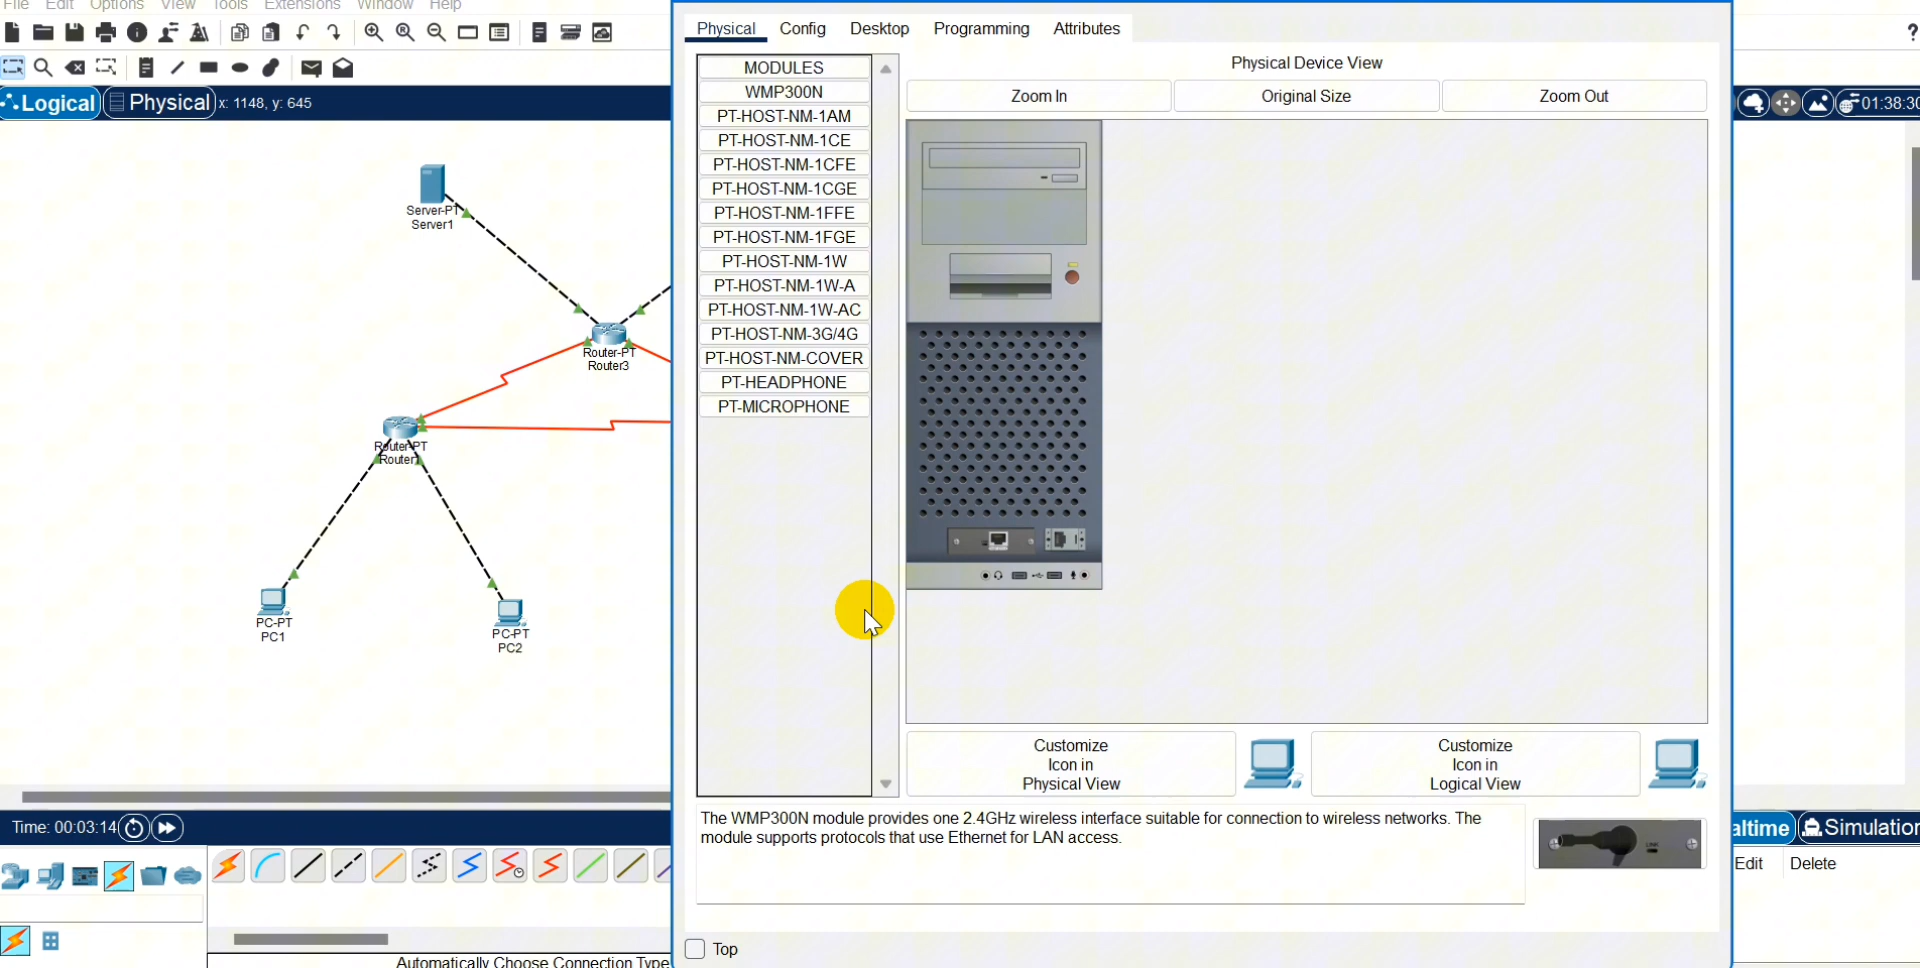 File Edit Options View Tools Extensions Window Help
Logical Physical x: 1148, y: 645
Server-PT
Server1
Router-PT
Router3
Router-PT
Router1
PC-PT
PC1
PC-PT
PC2
Time: 00:03:14
Automatically Choose Connection Type
Physical Config Desktop Programming Attributes
MODULES
WMP300N
PT-HOST-NM-1AM
PT-HOST-NM-1CE
PT-HOST-NM-1CFE
PT-HOST-NM-1CGE
PT-HOST-NM-1FFE
PT-HOST-NM-1FGE
PT-HOST-NM-1W
PT-HOST-NM-1W-A
PT-HOST-NM-1W-AC
PT-HOST-NM-3G/4G
PT-HOST-NM-COVER
PT-HEADPHONE
PT-MICROPHONE
Physical Device View
Zoom In Original Size Zoom Out
Customize
Icon in
Physical View
Customize
Icon in
Logical View
The WMP300N module provides one 2.4GHz wireless interface suitable for connection to wireless networks. The
module supports protocols that use Ethernet for LAN access.
LINK
Top
?
01:38:30
altime Simulation
Edit Delete